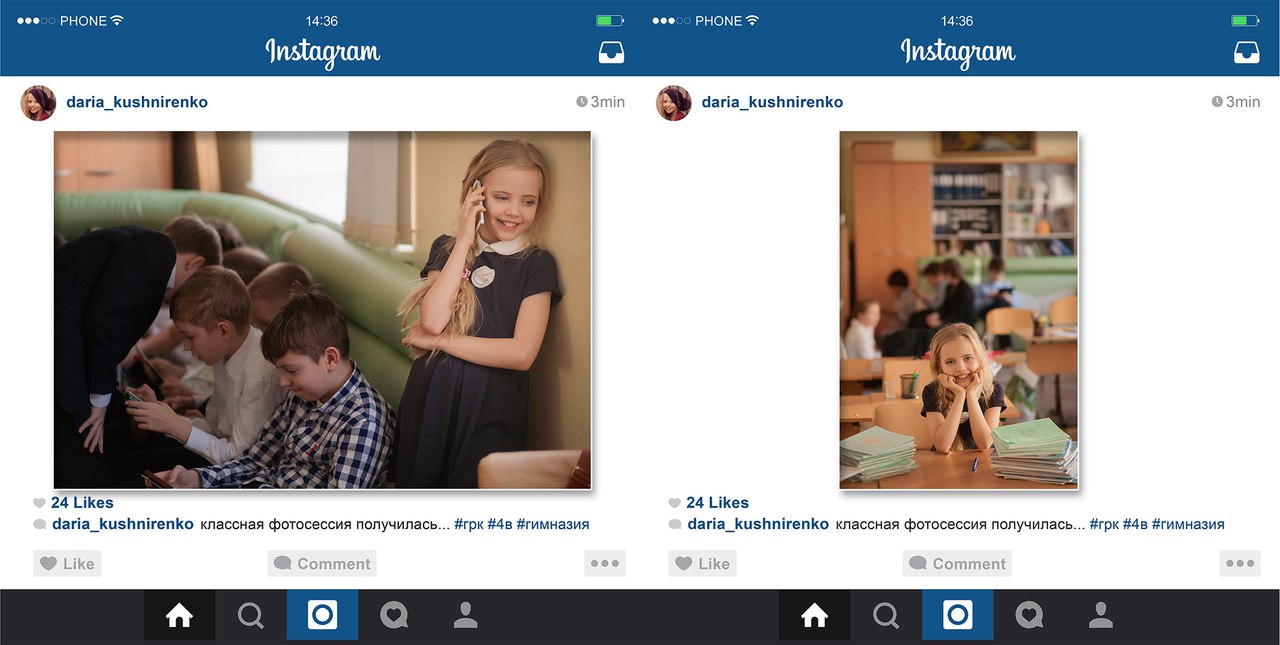 PHONE 14:36
Instagram
daria_kushnirenko 3min
24 Likes
daria_kushnirenko классная фотосессия получилась... #грк #4в #гимназия
Like Comment
PHONE 14:36
Instagram
daria_kushnirenko 3min
24 Likes
daria_kushnirenko классная фотосессия получилась... #грк #4в #гимназия
Like Comment